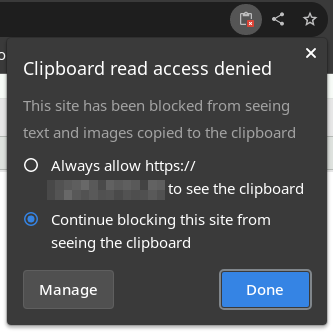 Clipboard read access denied
This site has been blocked from seeing
text and images copied to the clipboard
Always allow https://
to see the clipboard
Continue blocking this site from
seeing the clipboard
Manage
Done